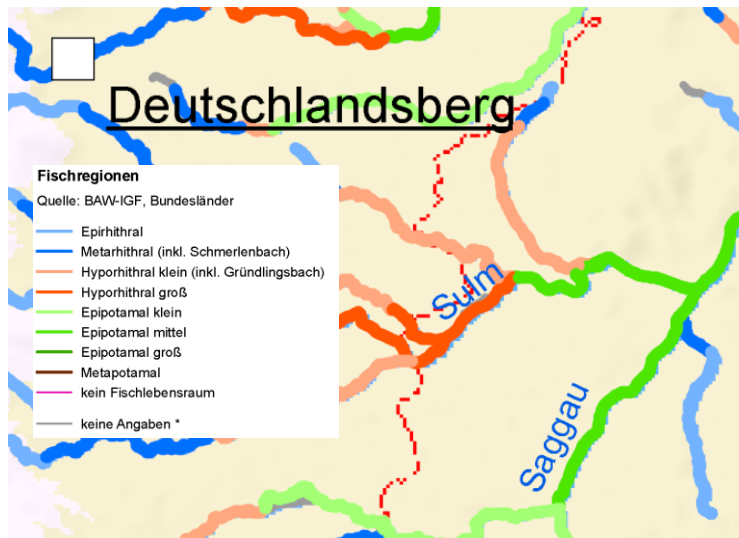 Deutschlandsberg
Fischregionen
Quelle: BAW-IGF, Bundesländer
Epirhithral
Metarhithral (inkl. Schmerlenbach)
Hyporhithral klein (inkl. Gründlingsbach)
Hyporhithral groß
Epipotamal klein
Epipotamal mittel
Epipotamal groß
Metapotamal
kein Fischlebensraum
keine Angaben *
Sulm
Saggau